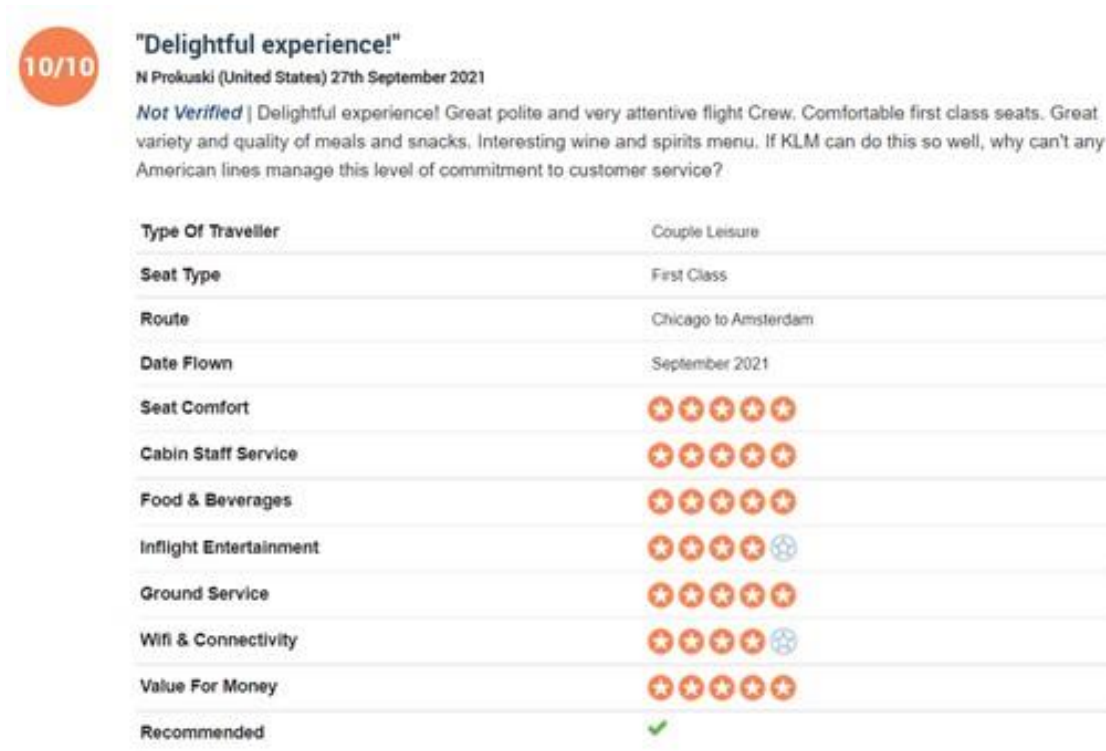 10/10
"Delightful experience!"
N Prokuski (United States) 27th September 2021
Not Verified | Delightful experience! Great polite and very attentive flight Crew. Comfortable first class seats. Great
variety and quality of meals and snacks. Interesting wine and spirits menu. If KLM can do this so well, why can't any
American lines manage this level of commitment to customer service?
Type Of Traveller Couple Leisure
Seat Type First Class
Route Chicago to Amsterdam
Date Flown September 2021
Seat Comfort
Cabin Staff Service
Food & Beverages
Inflight Entertainment
Ground Service
Wifi & Connectivity
Value For Money
Recommended